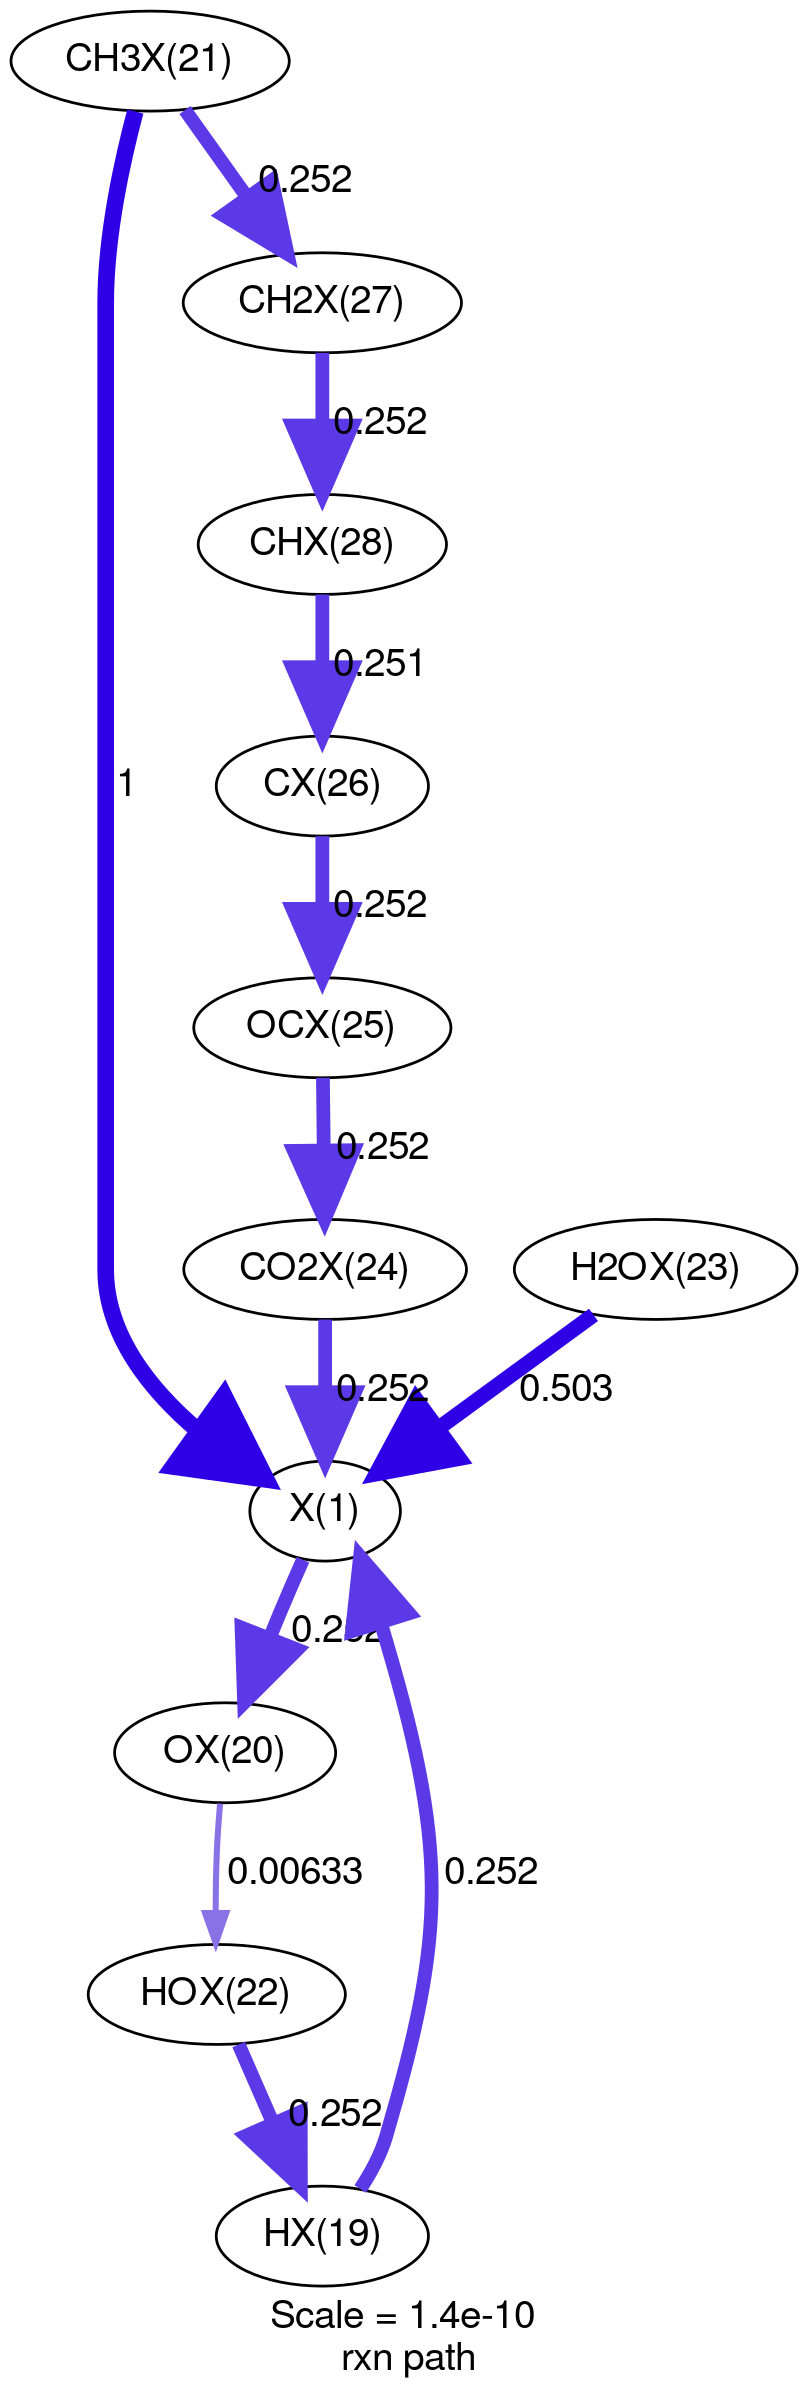 CH3X(21)
0.252
CH2X(27)
0.252
CHX(28)
0.251
1
CX(26)
0.252
OCX(25)
0.252
CO2X(24)
H2OX(23)
0.252
0.503
X(1)
OX(20)
0.00633
0.252
HOX(22)
0.252
HX(19)
Scale = 1.4e-10
rxn path